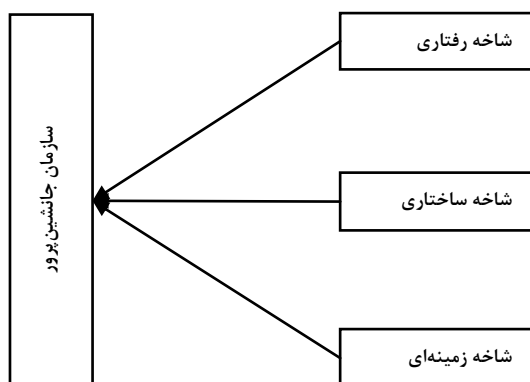 شاخه رفتاری
شاخه ساختاری
شاخه زمینه‌ای
سازمان جانشین‌پرور